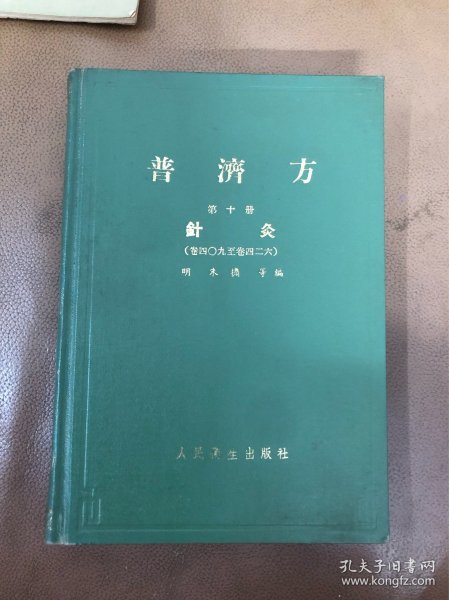 普濟方
第十册
針灸
(卷四〇九至卷四二六)
明 朱橚 等編
人民衛生出版社
孔夫子旧书网
www.kongfz.com